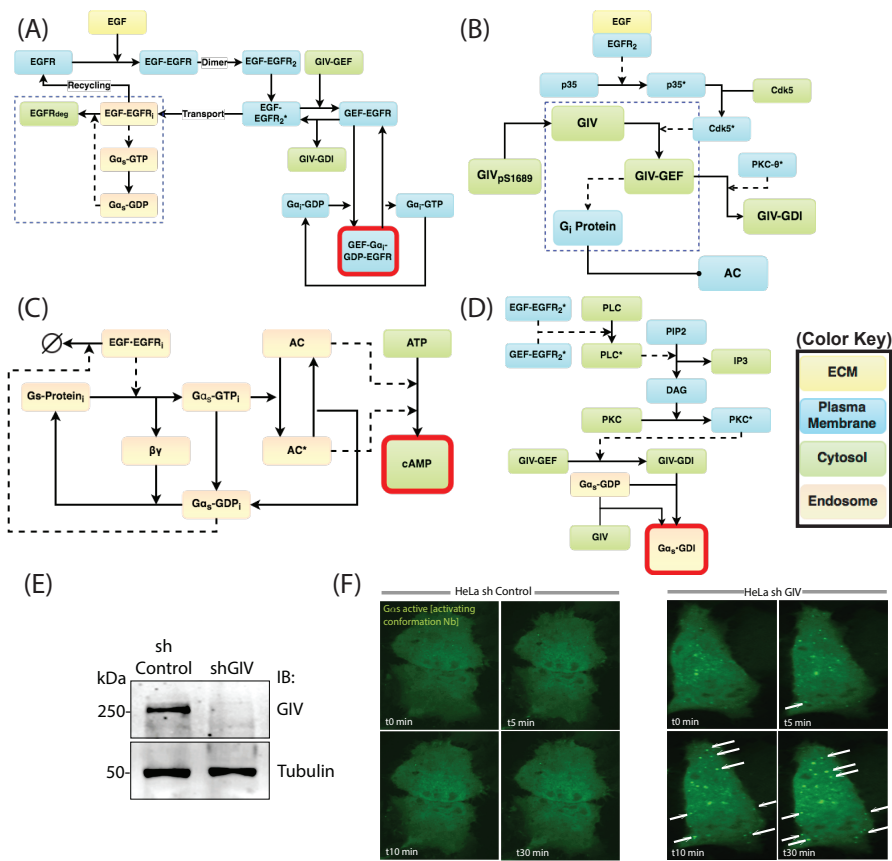 (A)
EGF
EGFR
EGF-EGFR
Dimer
EGF-EGFR₂
GIV-GEF
Recycling
EGFRdeg
EGF-EGFRᵢ
Transport
EGF-
EGFR₂*
GEF-EGFR
Gαₛ-GTP
GIV-GDI
Gαₛ-GDP
Gαᵢ-GDP
Gαᵢ-GTP
GEF-Gαᵢ-
GDP-EGFR
(B)
EGF
EGFR₂
p35
p35*
Cdk5
GIV
Cdk5*
GIVpS1689
GIV-GEF
PKC-θ*
GIV-GDI
Gᵢ Protein
AC
(C)
EGF·EGFRᵢ
AC
ATP
Gs-Proteinᵢ
Gαₛ-GTPᵢ
βγ
AC*
cAMP
Gαₛ-GDPᵢ
(D)
EGF-EGFR₂*
PLC
PIP2
GEF-EGFR₂*
PLC*
IP3
DAG
PKC
PKC*
GIV-GEF
GIV-GDI
Gαₛ-GDP
GIV
Gαₛ·GDI
(Color Key)
ECM
Plasma
Membrane
Cytosol
Endosome
(E)
sh
Control
shGIV
kDa
IB:
250-
GIV
50-
Tubulin
(F)
HeLa sh Control
HeLa sh GIV
Gαs active [activating
conformation Nb]
t0 min
t5 min
t0 min
t5 min
t10 min
t30 min
t10 min
t30 min